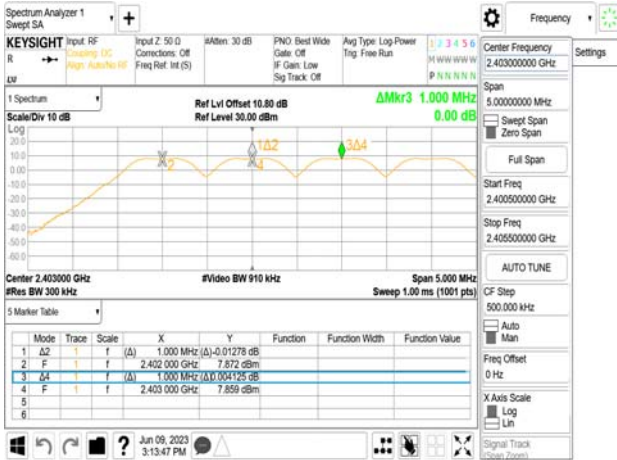 Spectrum Analyzer 1
Swept SA
+
Frequency
KEYSIGHT
R
Input: RF
Coupling: DC
Align: Auto/No RF
Input Z: 50 Ω
Corrections: Off
Freq Ref: Int (S)
#Atten: 30 dB
PNO: Best Wide
Gate: Off
IF Gain: Low
Sig Track: Off
Avg Type: Log-Power
Trig: Free Run
1 2 3 4 5 6
M W W W W W
P N N N N N
1 Spectrum
Scale/Div 10 dB
Ref Lvl Offset 10.80 dB
Ref Level 30.00 dBm
ΔMkr3 1.000 MHz
0.00 dB
Log
20.0
10.0
0.00
-10.0
-20.0
-30.0
-40.0
-50.0
-60.0
2
1Δ2
4
3Δ4
Center 2.403000 GHz
#Video BW 910 kHz
Span 5.000 MHz
#Res BW 300 kHz
Sweep 1.00 ms (1001 pts)
5 Marker Table
Mode Trace Scale X Y Function Function Width Function Value
1 Δ2 1 f (Δ) 1.000 MHz (Δ) -0.01278 dB
2 F 1 f 2.402 000 GHz 7.872 dBm
3 Δ4 1 f (Δ) 1.000 MHz (Δ) 0.004125 dB
4 F 1 f 2.403 000 GHz 7.859 dBm
5
6
?
Jun 09, 2023
3:13:47 PM
Center Frequency
2.403000000 GHz
Settings
Span
5.00000000 MHz
Swept Span
Zero Span
Full Span
Start Freq
2.400500000 GHz
Stop Freq
2.405500000 GHz
AUTO TUNE
CF Step
500.000 kHz
Auto
Man
Freq Offset
0 Hz
X Axis Scale
Log
Lin
Signal Track
(Span Zoom)